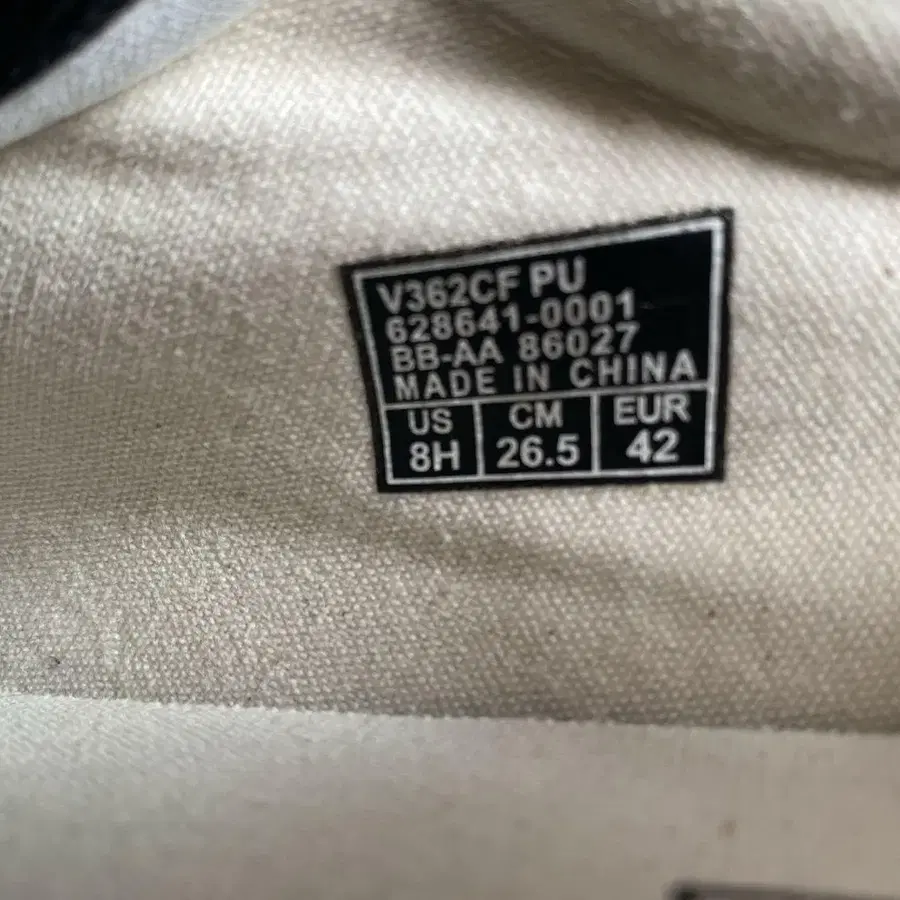 V362CF PU
628641-0001
BB-AA 86027
MADE IN CHINA
US CM EUR
8H 26.5 42